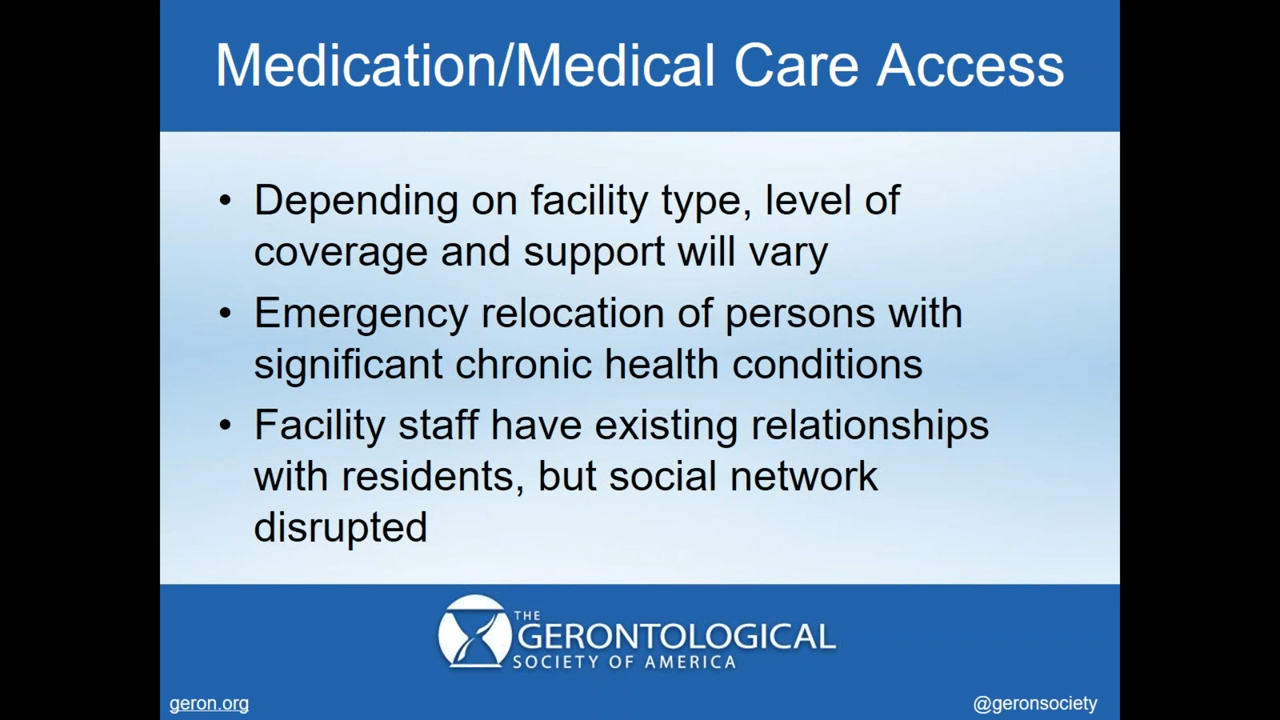 Medication/Medical Care Access
• Depending on facility type, level of
coverage and support will vary
• Emergency relocation of persons with
significant chronic health conditions
• Facility staff have existing relationships
with residents, but social network
disrupted
THE
GERONTOLOGICAL
SOCIETY OF AMERICA
geron.org
@geronsociety